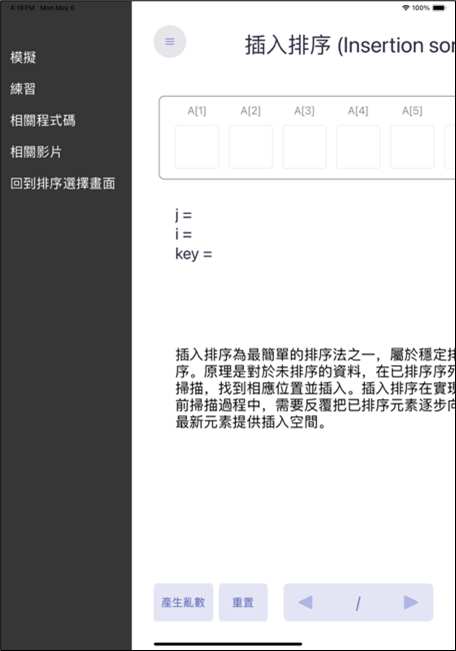 4:19 PM Mon May 6
100%
模擬
練習
相關程式碼
相關影片
回到排序選擇畫面
插入排序 (Insertion sor
A[1] A[2] A[3] A[4] A[5]
j =
i =
key =
插入排序為最簡單的排序法之一，屬於穩定排
序。原理是對於未排序的資料，在已排序序列
掃描，找到相應位置並插入。插入排序在實現
前掃描過程中，需要反覆把已排序元素逐步向
最新元素提供插入空間。
產生亂數 重置 /